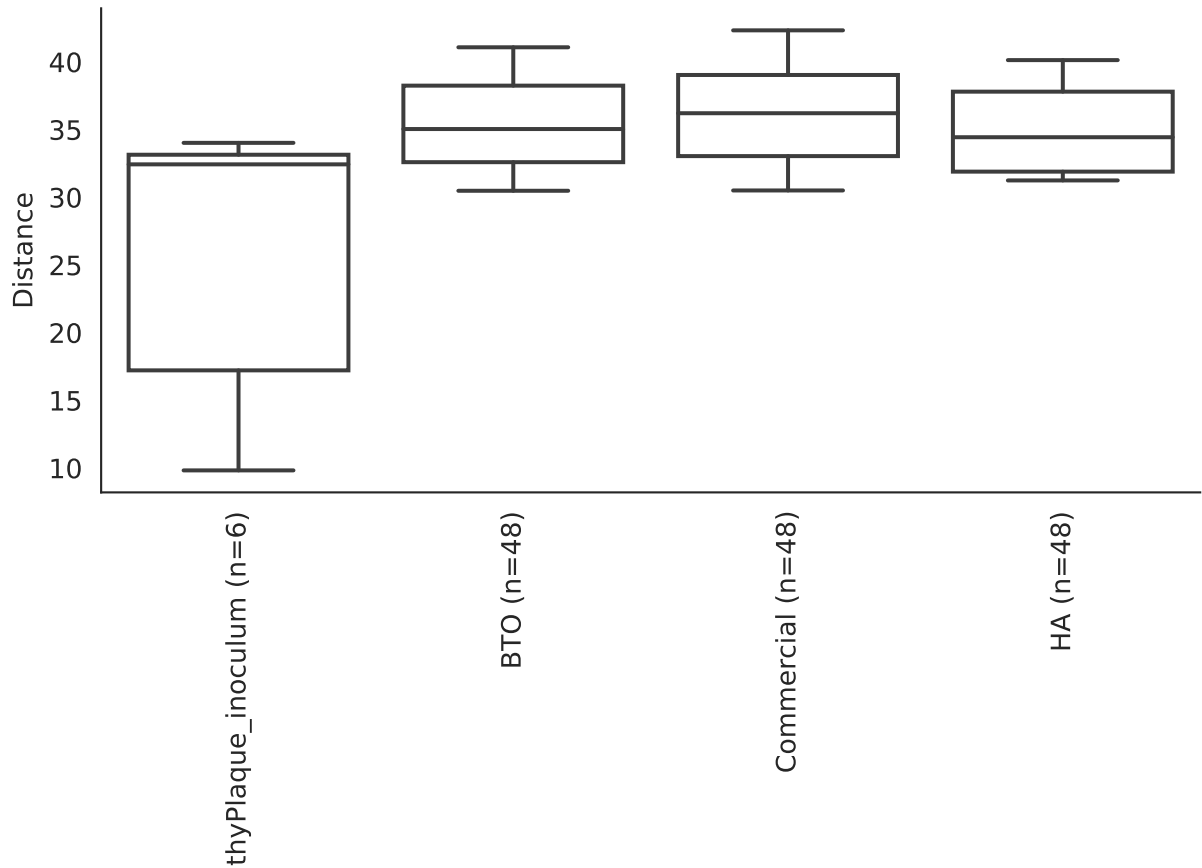 40
35
30
25
20
15
10
Distance
thyPlaque_inoculum (n=6)
BTO (n=48)
Commercial (n=48)
HA (n=48)